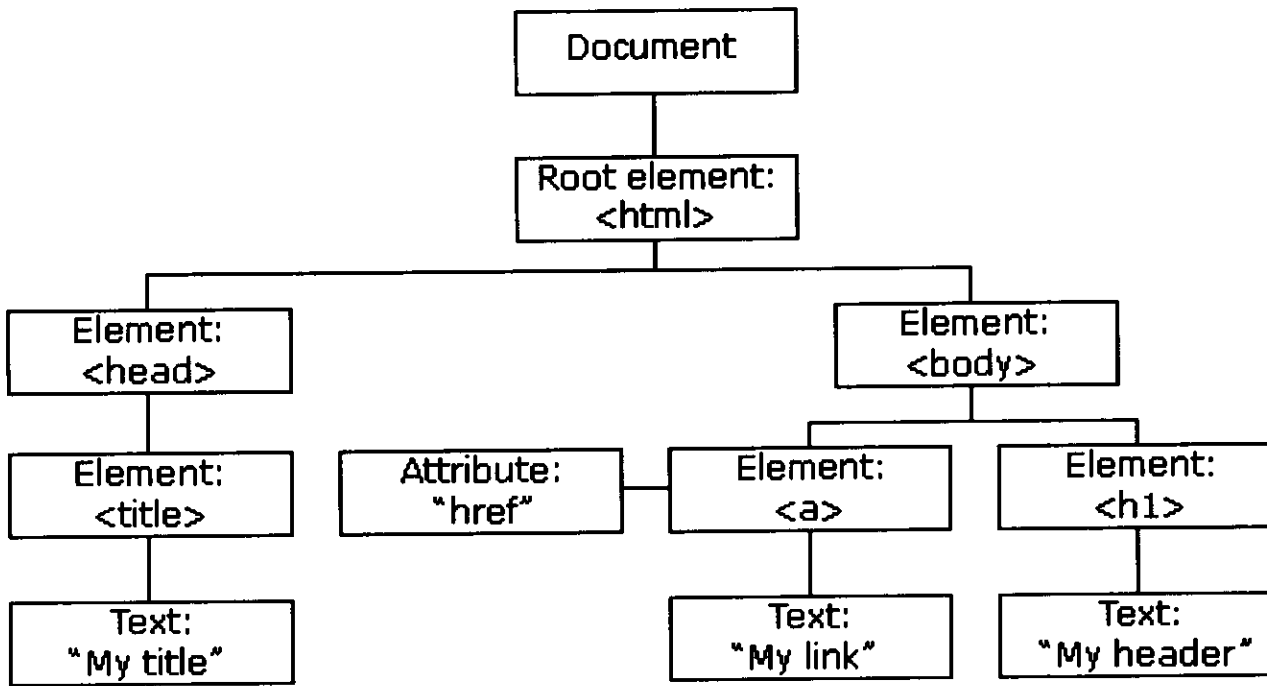 Document
Root element:
<html>
Element:
<head>
Element:
<body>
Element:
<title>
Attribute:
“href”
Element:
<a>
Element:
<h1>
Text:
“My title”
Text:
“My link”
Text:
“My header”